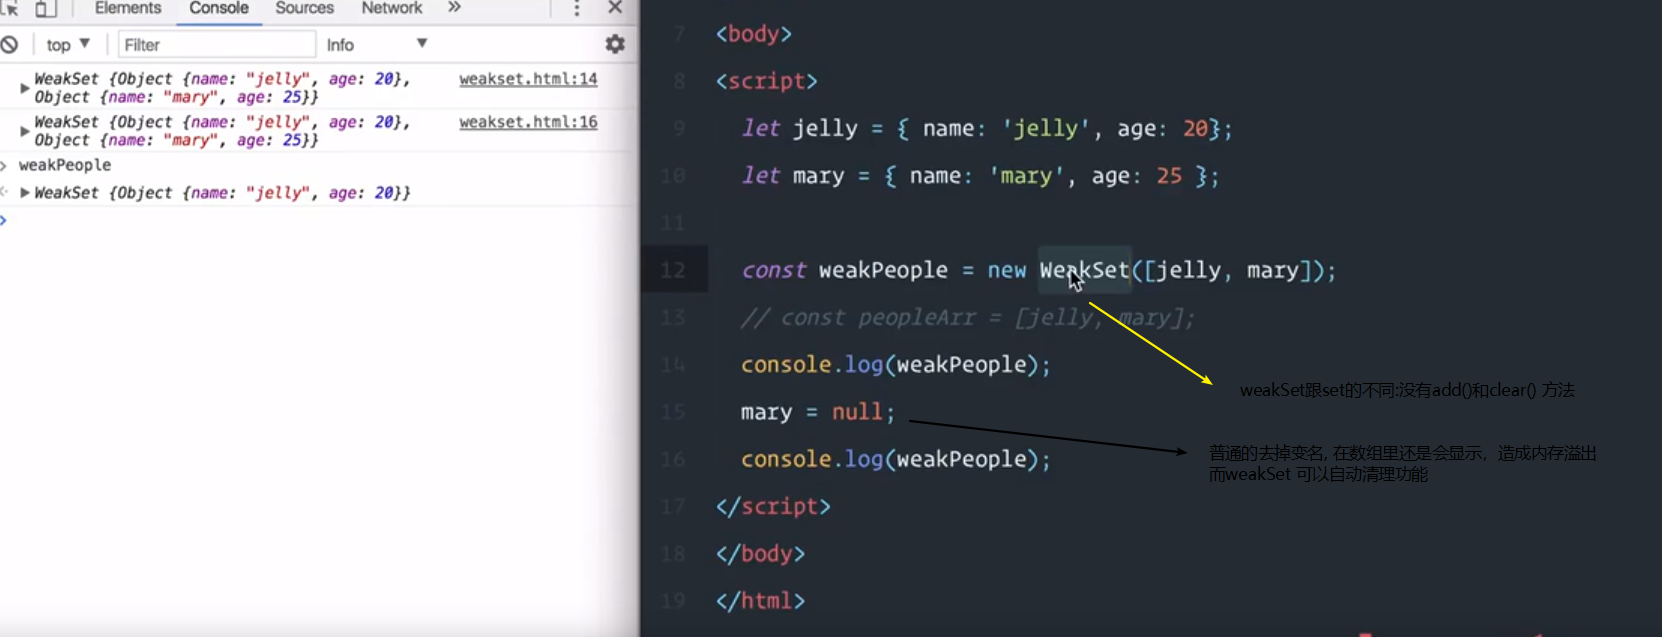 Elements Console Sources Network »
top ▼ Filter Info ▼
WeakSet {Object {name: "jelly", age: 20}, weakset.html:14
Object {name: "mary", age: 25}}
WeakSet {Object {name: "jelly", age: 20}, weakset.html:16
Object {name: "mary", age: 25}}
weakPeople
WeakSet {Object {name: "jelly", age: 20}}
7 <body>
8 <script>
9 let jelly = { name: 'jelly', age: 20};
10 let mary = { name: 'mary', age: 25 };
11
12 const weakPeople = new WeakSet([jelly, mary]);
13 // const peopleArr = [jelly, mary];
14 console.log(weakPeople);
weakSet跟set的不同:没有add()和clear() 方法
15 mary = null;
普通的去掉变名, 在数组里还是会显示，造成内存溢出
而weakSet 可以自动清理功能
16 console.log(weakPeople);
17 </script>
18 </body>
19 </html>